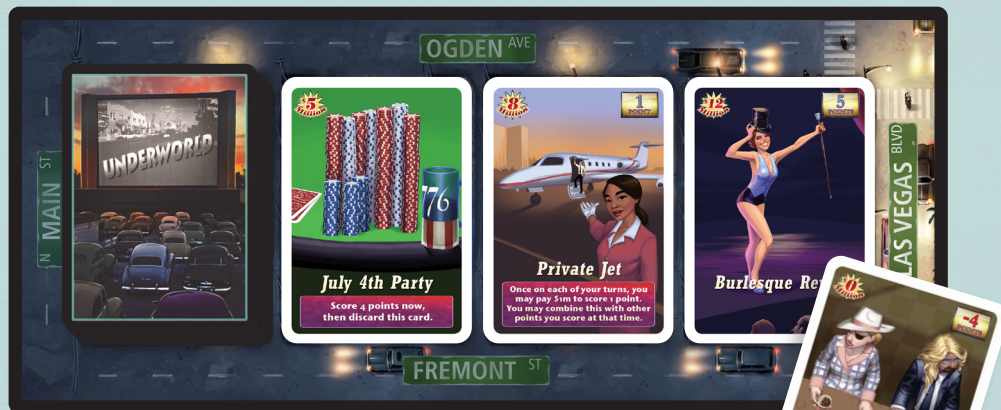 OGDEN AVE
N MAIN ST
UNDERWORLD
5
Million
76
July 4th Party
Score 4 points now,
then discard this card.
8
Million
1
POINTS
Private Jet
Once on each of your turns, you
may pay $1m to score 1 point.
You may combine this with other
points you score at that time.
12
Million
5
POINTS
Burlesque Re
LAS VEGAS BLVD
0
Million
-4
POINTS
FREMONT ST